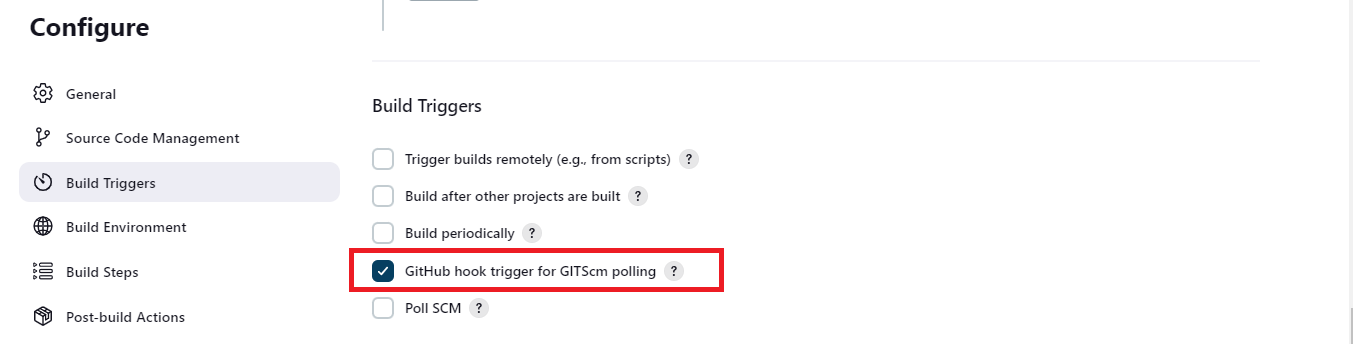 Configure
General
Source Code Management
Build Triggers
Build Environment
Build Steps
Post-build Actions
Build Triggers
Trigger builds remotely (e.g., from scripts) ?
Build after other projects are built ?
Build periodically ?
GitHub hook trigger for GITScm polling ?
Poll SCM ?